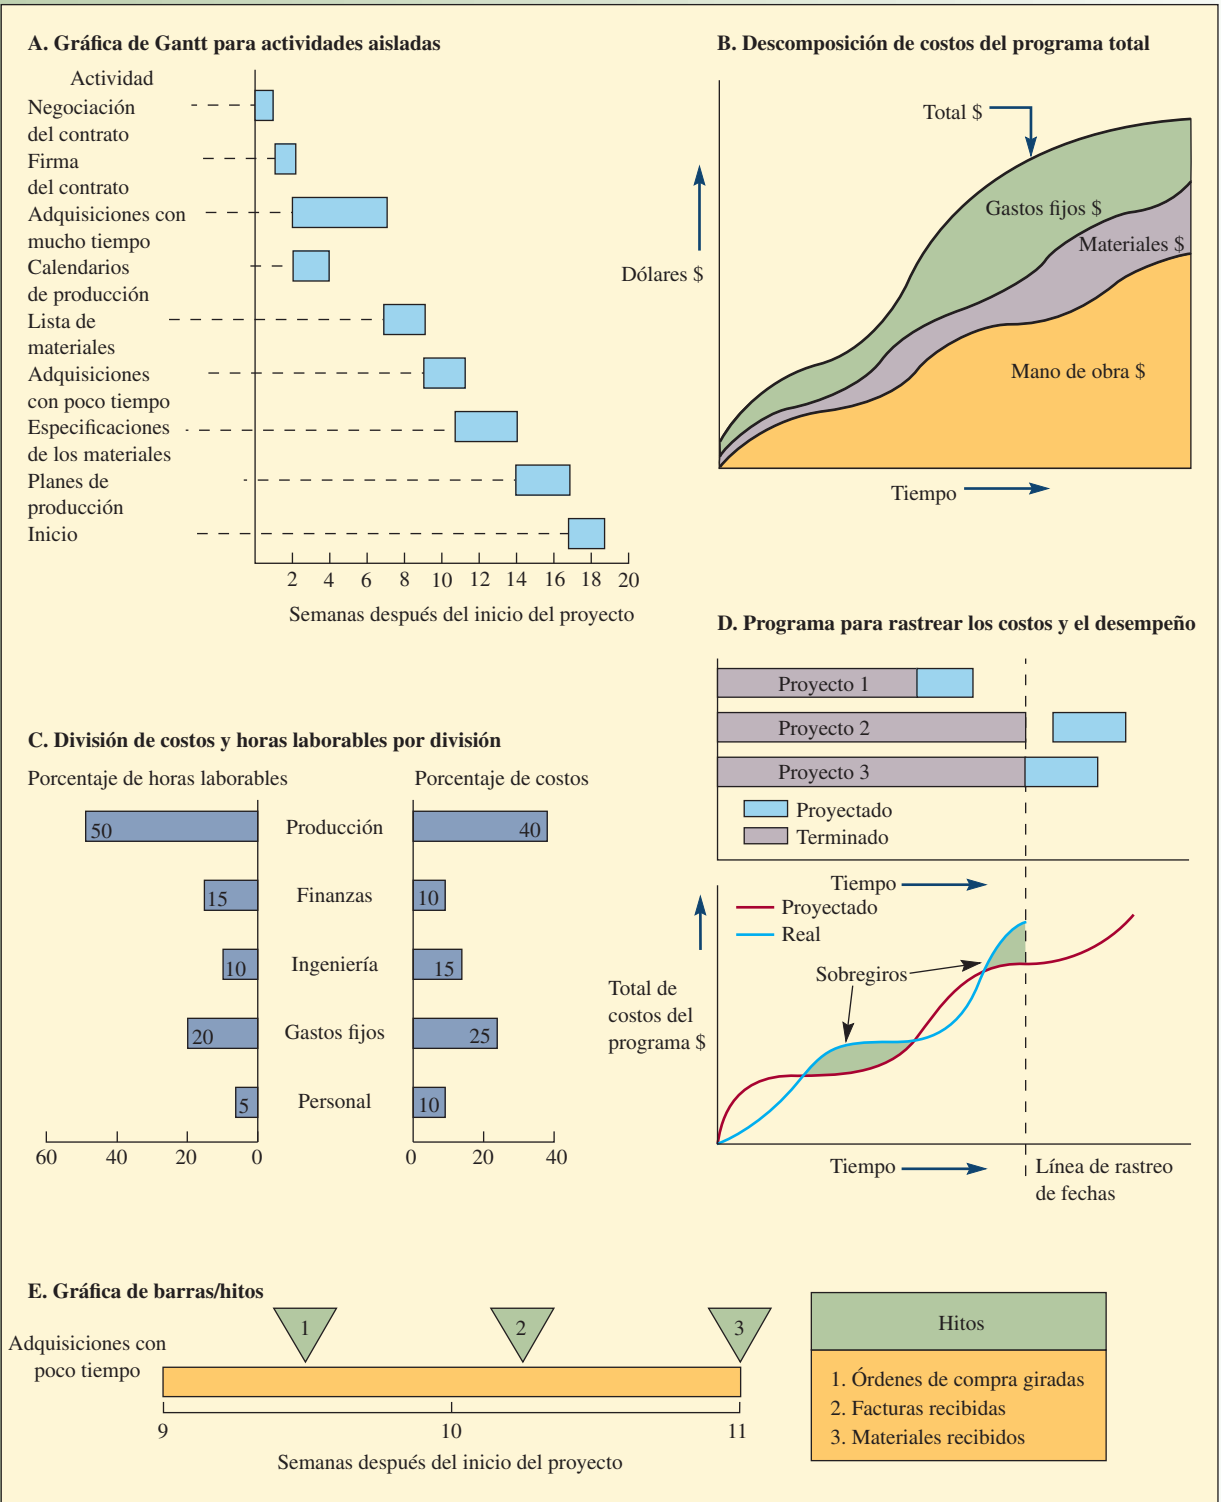 A. Gráfica de Gantt para actividades aisladas
Actividad
Negociación
del contrato
Firma
del contrato
Adquisiciones con
mucho tiempo
Calendarios
de producción
Lista de
materiales
Adquisiciones
con poco tiempo
Especificaciones
de los materiales
Planes de
producción
Inicio
2 4 6 8 10 12 14 16 18 20
Semanas después del inicio del proyecto
B. Descomposición de costos del programa total
Total $
Gastos fijos $
Materiales $
Dólares $
Mano de obra $
Tiempo
C. División de costos y horas laborables por división
Porcentaje de horas laborables
Porcentaje de costos
50 Producción 40
15 Finanzas 10
10 Ingeniería 15
20 Gastos fijos 25
5 Personal 10
60 40 20 0 0 20 40
D. Programa para rastrear los costos y el desempeño
Proyecto 1
Proyecto 2
Proyecto 3
Proyectado
Terminado
Tiempo
Proyectado
Real
Sobregiros
Total de
costos del
programa $
Tiempo
Línea de rastreo
de fechas
E. Gráfica de barras/hitos
1 2 3
Adquisiciones con
poco tiempo
9 10 11
Semanas después del inicio del proyecto
Hitos
1. Órdenes de compra giradas
2. Facturas recibidas
3. Materiales recibidos